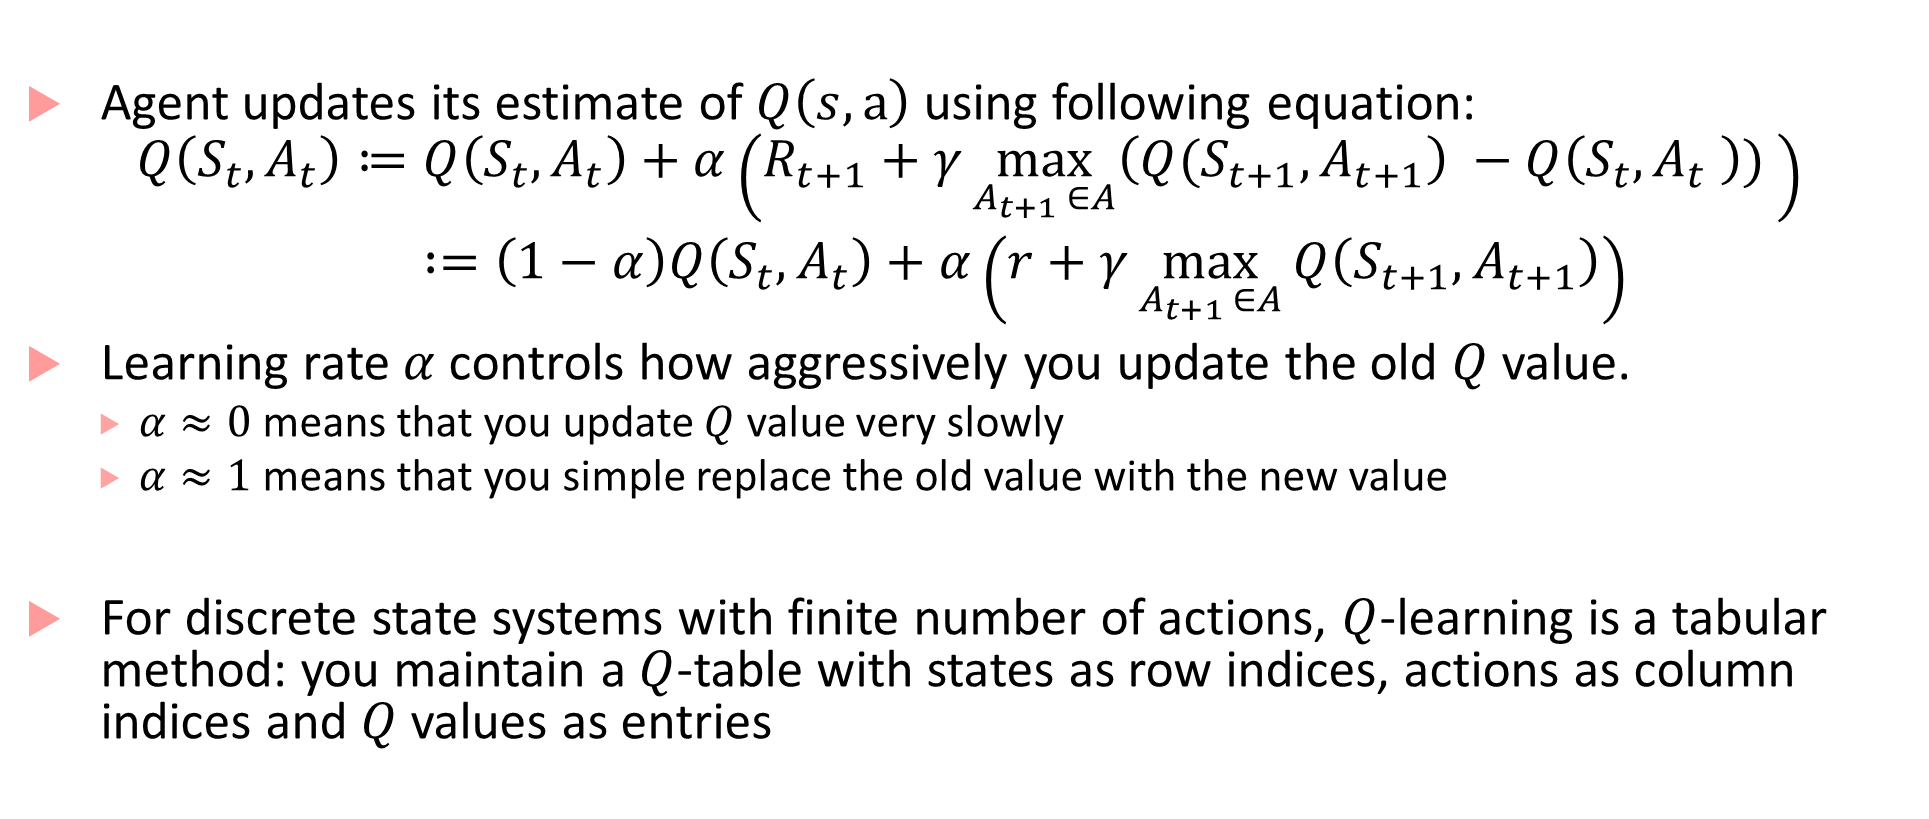 Agent updates its estimate of Q(s, a) using following equation:
Q(S_t, A_t) ≔ Q(S_t, A_t) + α (R_{t+1} + γ max_{A_{t+1} ∈A} (Q(S_{t+1}, A_{t+1}) − Q(S_t, A_t )) )
:= (1 − α)Q(S_t, A_t) + α (r + γ max_{A_{t+1} ∈A} Q(S_{t+1}, A_{t+1}))
Learning rate α controls how aggressively you update the old Q value.
α ≈ 0 means that you update Q value very slowly
α ≈ 1 means that you simple replace the old value with the new value
For discrete state systems with finite number of actions, Q-learning is a tabular
method: you maintain a Q-table with states as row indices, actions as column
indices and Q values as entries